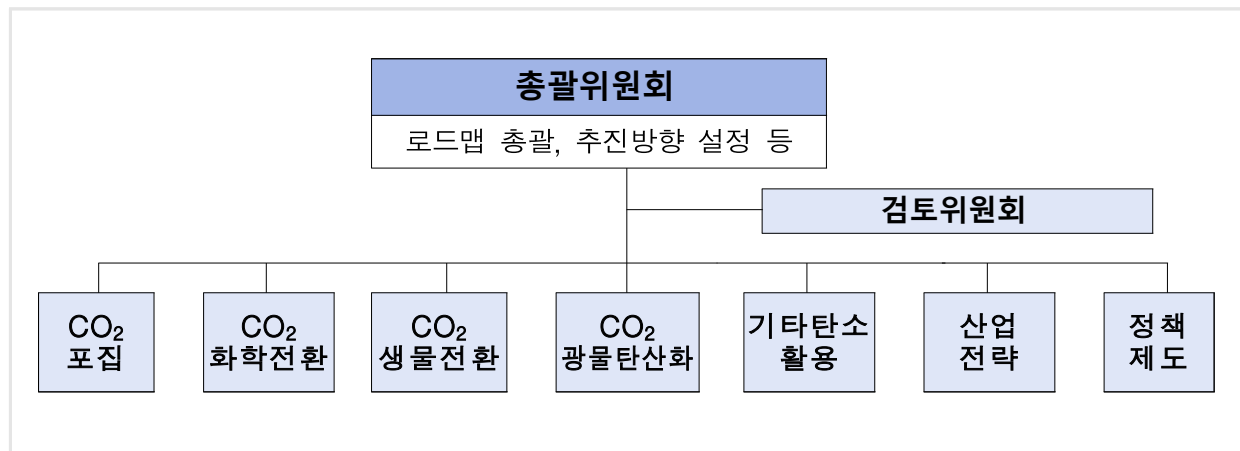 총괄위원회
로드맵 총괄, 추진방향 설정 등
검토위원회
CO₂
포집
CO₂
화학전환
CO₂
생물전환
CO₂
광물탄산화
기타탄소
활용
산업
전략
정책
제도